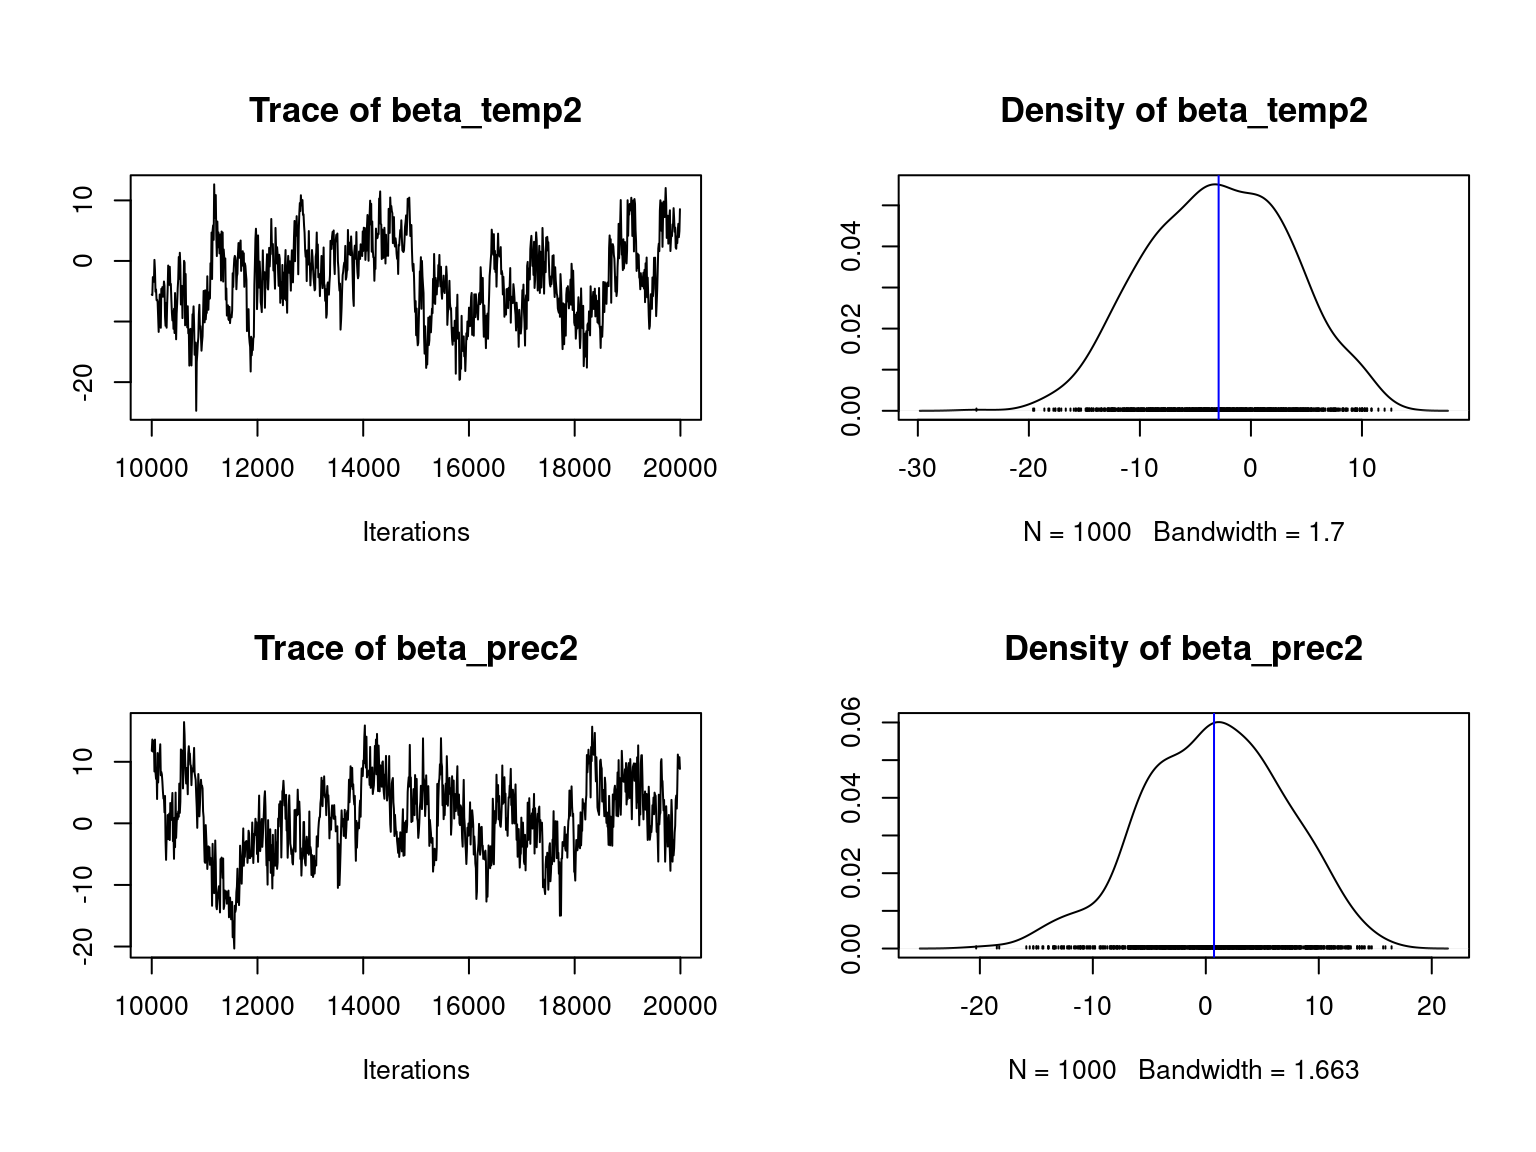 Trace of beta_temp2
Density of beta_temp2
10
0
-20
10000 12000 14000 16000 18000 20000
Iterations
0.04
0.02
0.00
-30 -20 -10 0 10
N = 1000 Bandwidth = 1.7
Trace of beta_prec2
Density of beta_prec2
10
0
-10
-20
10000 12000 14000 16000 18000 20000
Iterations
0.06
0.04
0.02
0.00
-20 -10 0 10 20
N = 1000 Bandwidth = 1.663